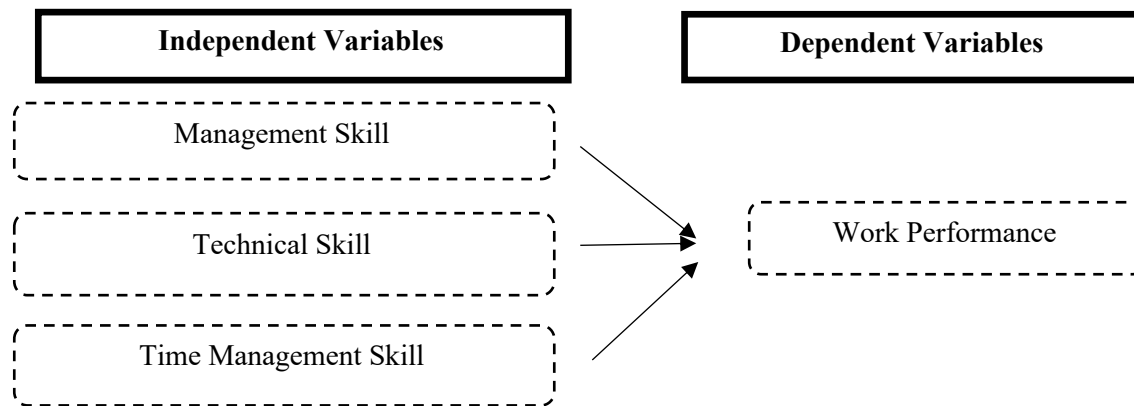 Independent Variables
Dependent Variables
Management Skill
Technical Skill
Work Performance
Time Management Skill